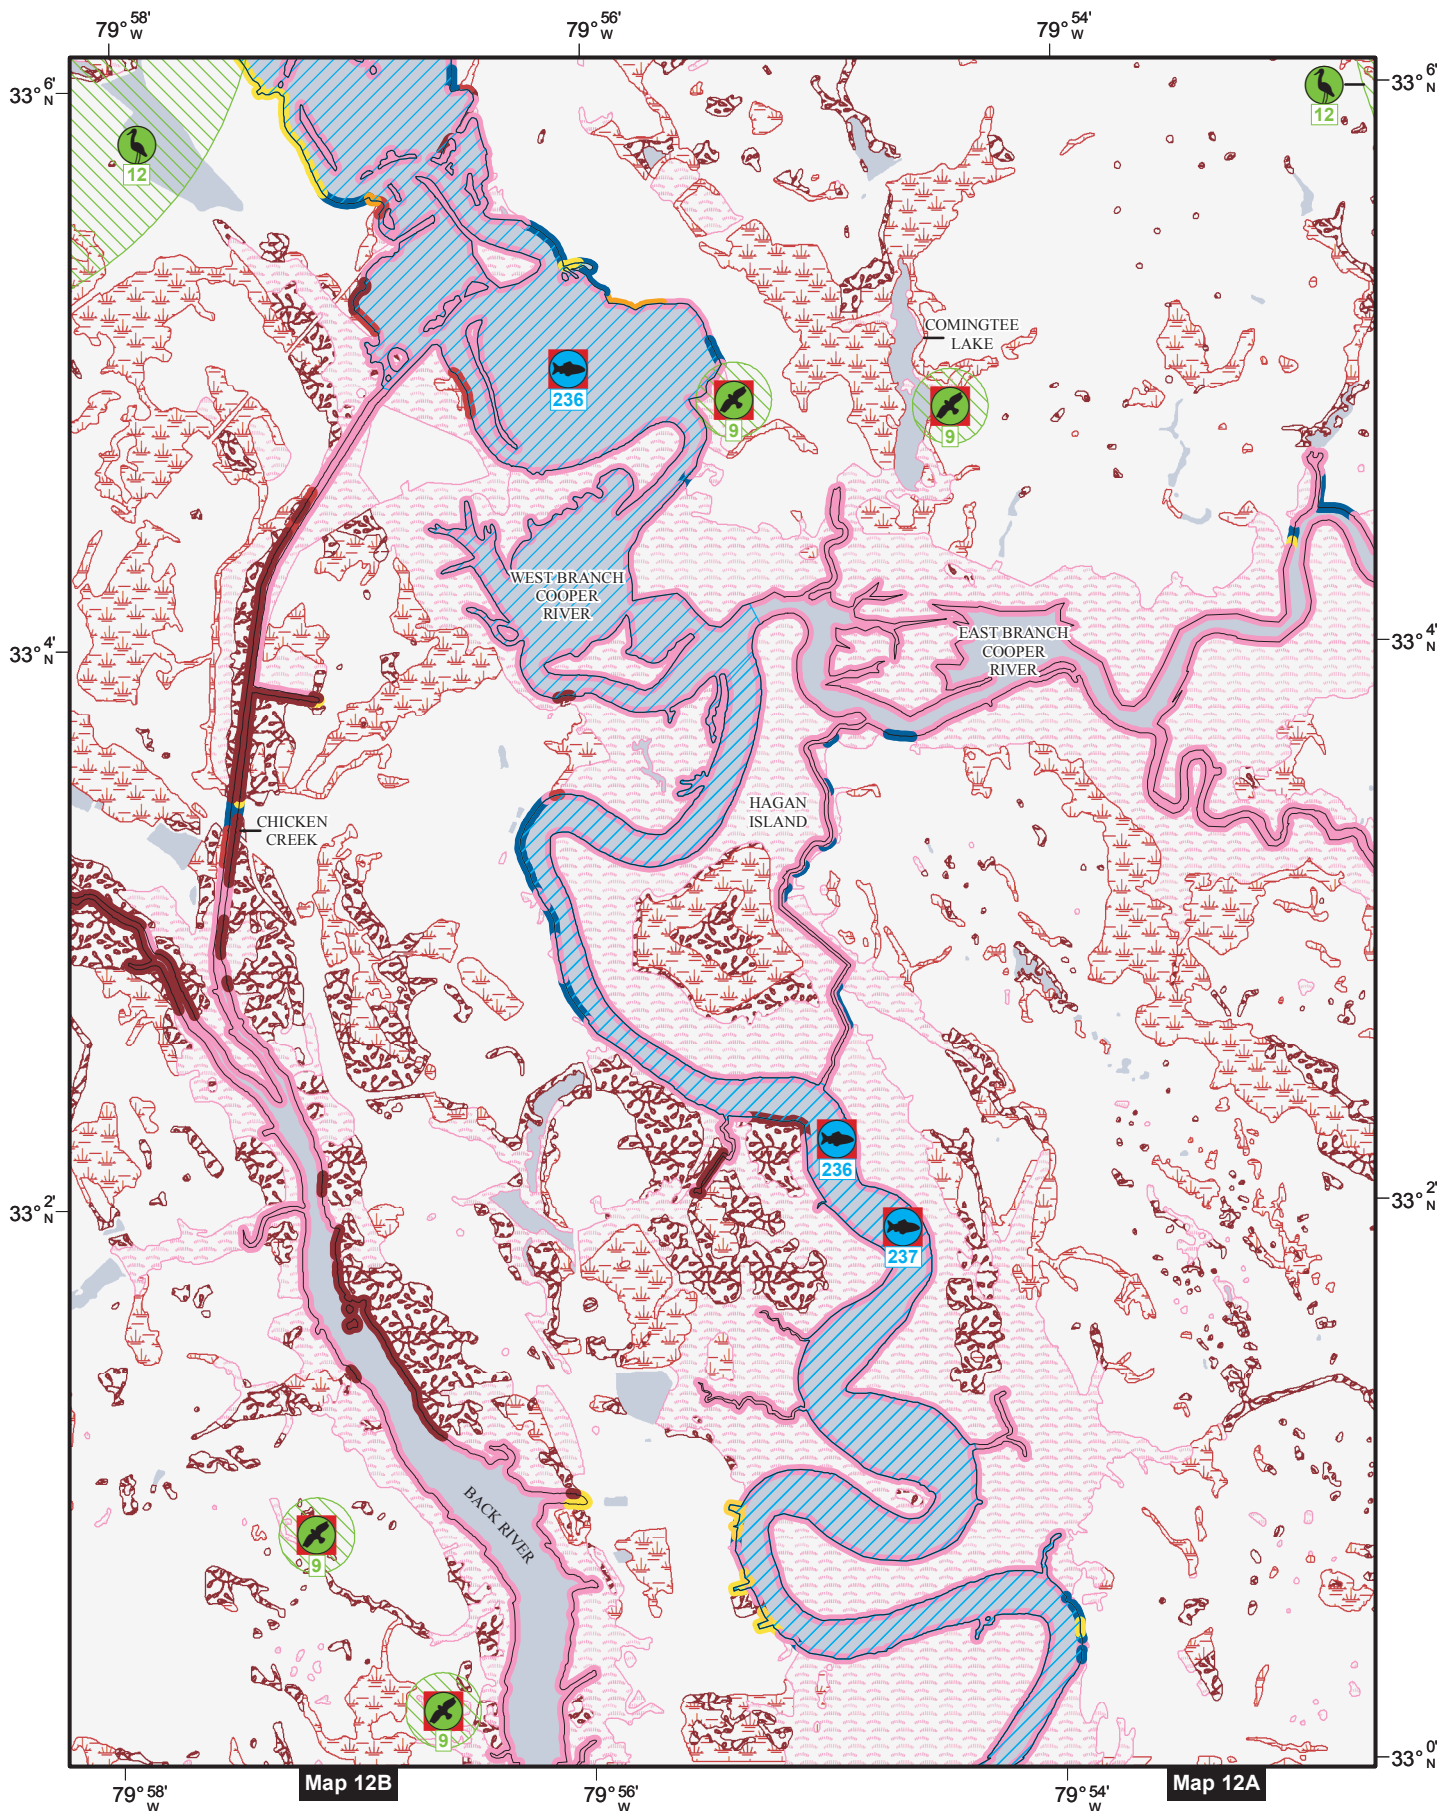 79° 58' W
79° 56' W
79° 54' W
33° 6' N
33° 6' N
12
12
COMINGTEE
LAKE
236
9
9
WEST BRANCH
COOPER
RIVER
EAST BRANCH
COOPER
RIVER
33° 4' N
33° 4' N
HAGAN
ISLAND
CHICKEN
CREEK
236
33° 2' N
33° 2' N
237
BACK RIVER
9
9
33° 0' N
Map 12B
Map 12A
79° 58' W
79° 56' W
79° 54' W